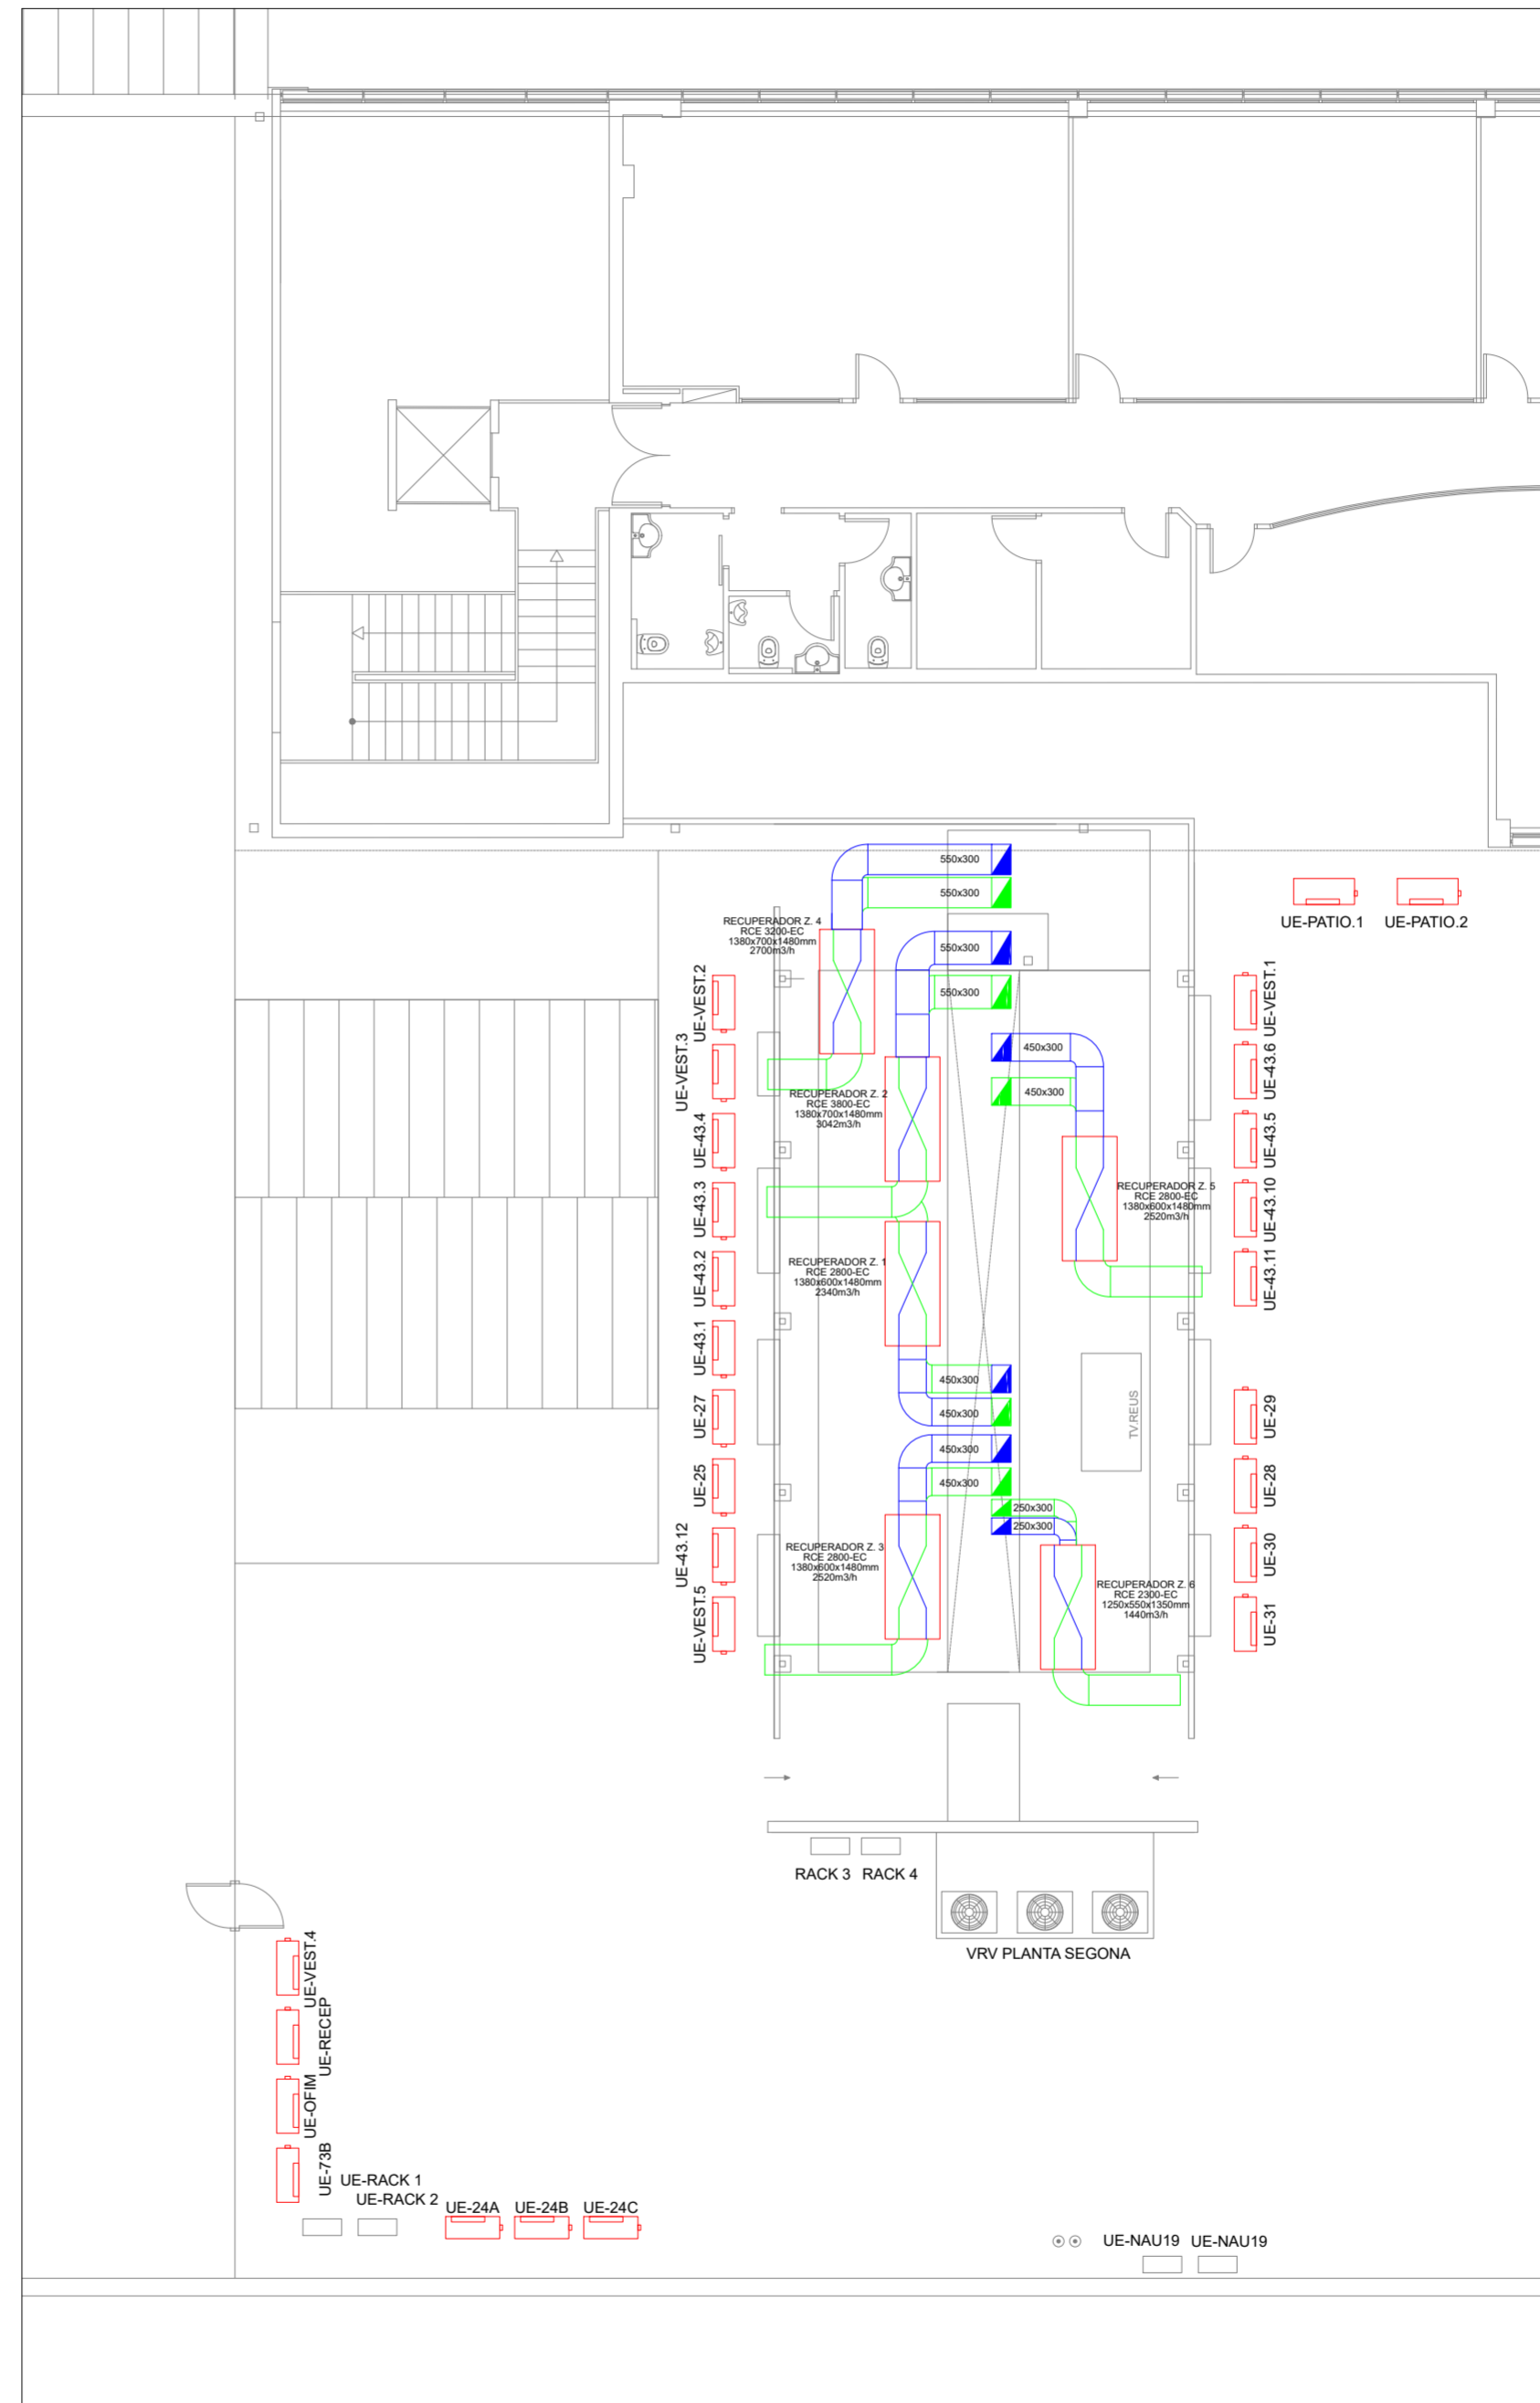 550x300
550x300
RECUPERADOR Z. 4
RCE 3200-EC
1380x700x1480mm
2700m3/h
550x300
550x300
UE-PATIO.1
UE-PATIO.2
UE-VEST.2
UE-VEST.3
UE-43.4
UE-43.3
UE-43.2
UE-43.1
UE-27
UE-25
UE-43.12
UE-VEST.5
450x300
450x300
RECUPERADOR Z. 2
RCE 3800-EC
1380x700x1480mm
3042m3/h
RECUPERADOR Z. 5
RCE 2800-EC
1380x600x1480mm
2520m3/h
RECUPERADOR Z. 1
RCE 2800-EC
1380x600x1480mm
2340m3/h
450x300
450x300
450x300
450x300
TV.REUS
250x300
250x300
RECUPERADOR Z. 3
RCE 2800-EC
1380x600x1480mm
2520m3/h
RECUPERADOR Z. 6
RCE 2300-EC
1250x550x1350mm
1440m3/h
UE-VEST.1
UE-43.6
UE-43.5
UE-43.10
UE-43.11
UE-29
UE-28
UE-30
UE-31
RACK 3
RACK 4
VRV PLANTA SEGONA
UE-VEST.4
UE-RECEP
UE-OFIM
UE-73B
UE-RACK 1
UE-RACK 2
UE-24A
UE-24B
UE-24C
UE-NAU19
UE-NAU19